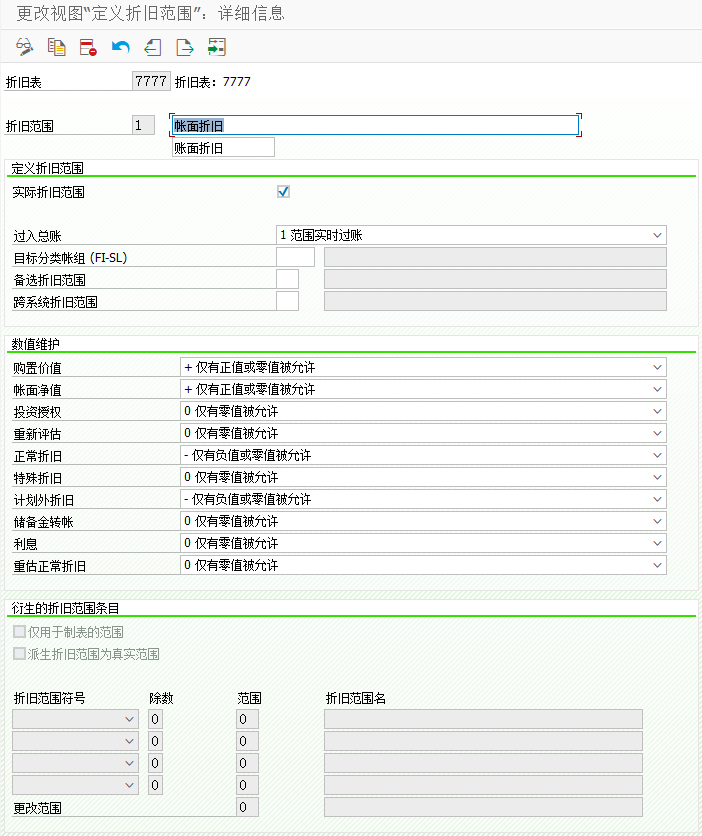 更改视图“定义折旧范围”：详细信息
折旧表 7777 折旧表：7777
折旧范围 1 帐面折旧
账面折旧
定义折旧范围
实际折旧范围
过入总账 1 范围实时过账
目标分类帐组 (FI-SL)
备选折旧范围
跨系统折旧范围
数值维护
购置价值 + 仅有正值或零值被允许
帐面净值 + 仅有正值或零值被允许
投资授权 0 仅有零值被允许
重新评估 0 仅有零值被允许
正常折旧 - 仅有负值或零值被允许
特殊折旧 0 仅有零值被允许
计划外折旧 - 仅有负值或零值被允许
储备金转帐 0 仅有零值被允许
利息 0 仅有零值被允许
重估正常折旧 0 仅有零值被允许
衍生的折旧范围条目
仅用于制表的范围
派生折旧范围为真实范围
折旧范围符号 除数 范围 折旧范围名
0 0
0 0
0 0
0 0
更改范围 0